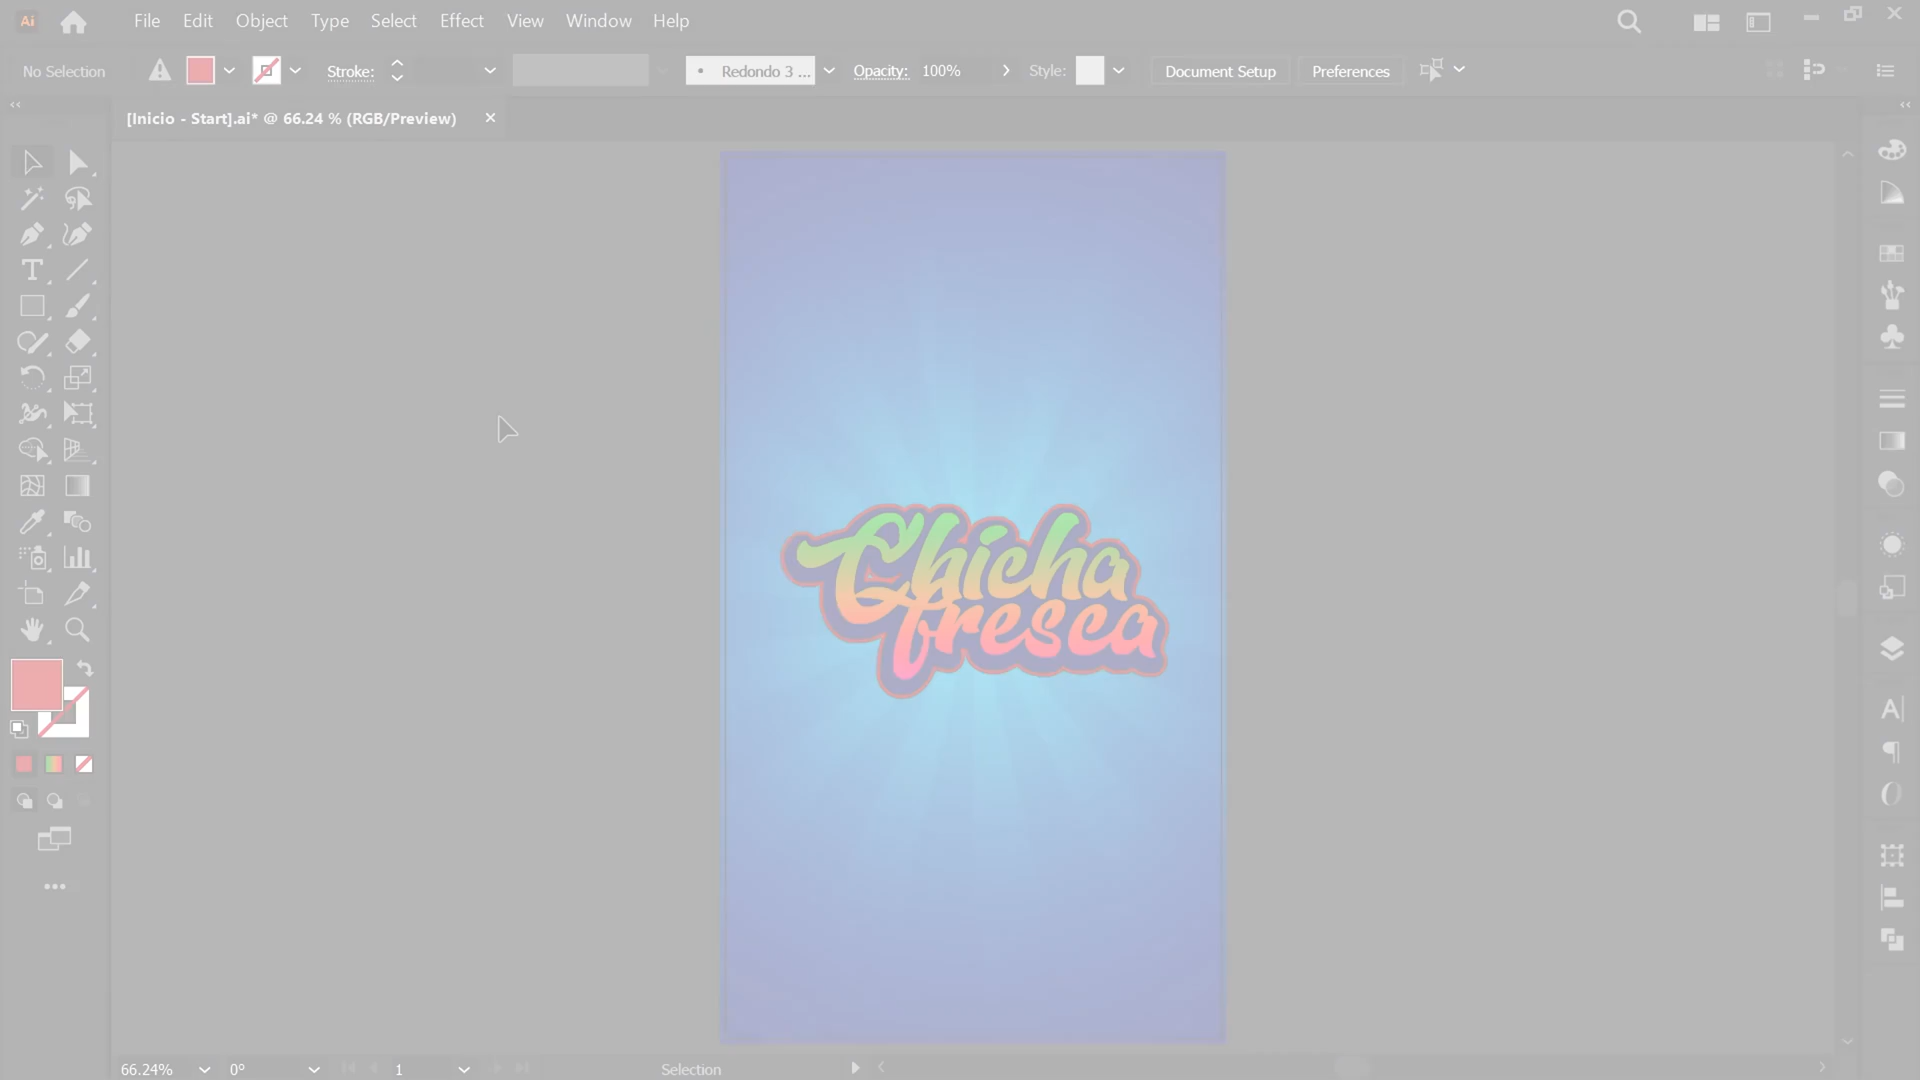 Ai File Edit Object Type Select Effect View Window Help
No Selection Stroke: • Redondo 3 ... Opacity: 100% Style: Document Setup Preferences
[Inicio - Start].ai* @ 66.24 % (RGB/Preview)
Chicha
fresca
66.24% 0° 1 Selection